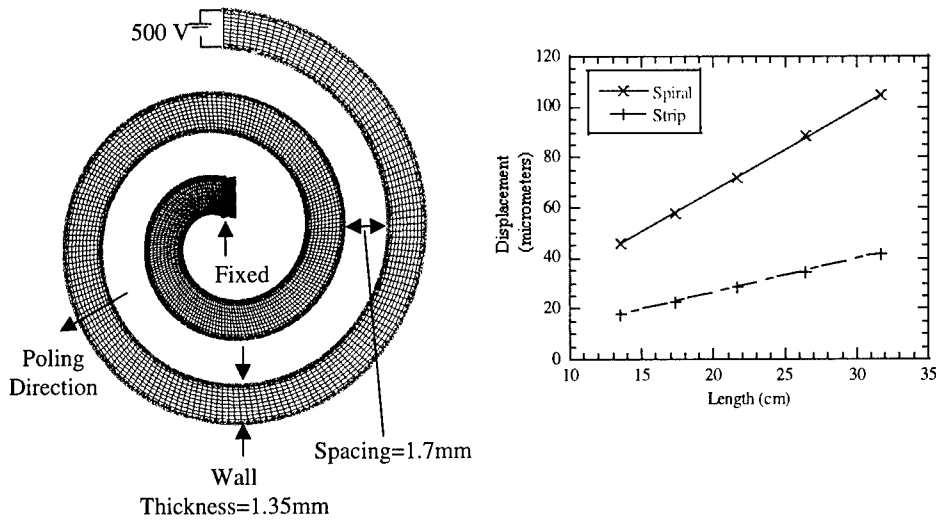 500 V
Fixed
Poling
Direction
Spacing=1.7mm
Wall
Thickness=1.35mm
120
100
80
60
40
20
0
Displacement
(micrometers)
Spiral
Strip
10
15
20
25
30
35
Length (cm)